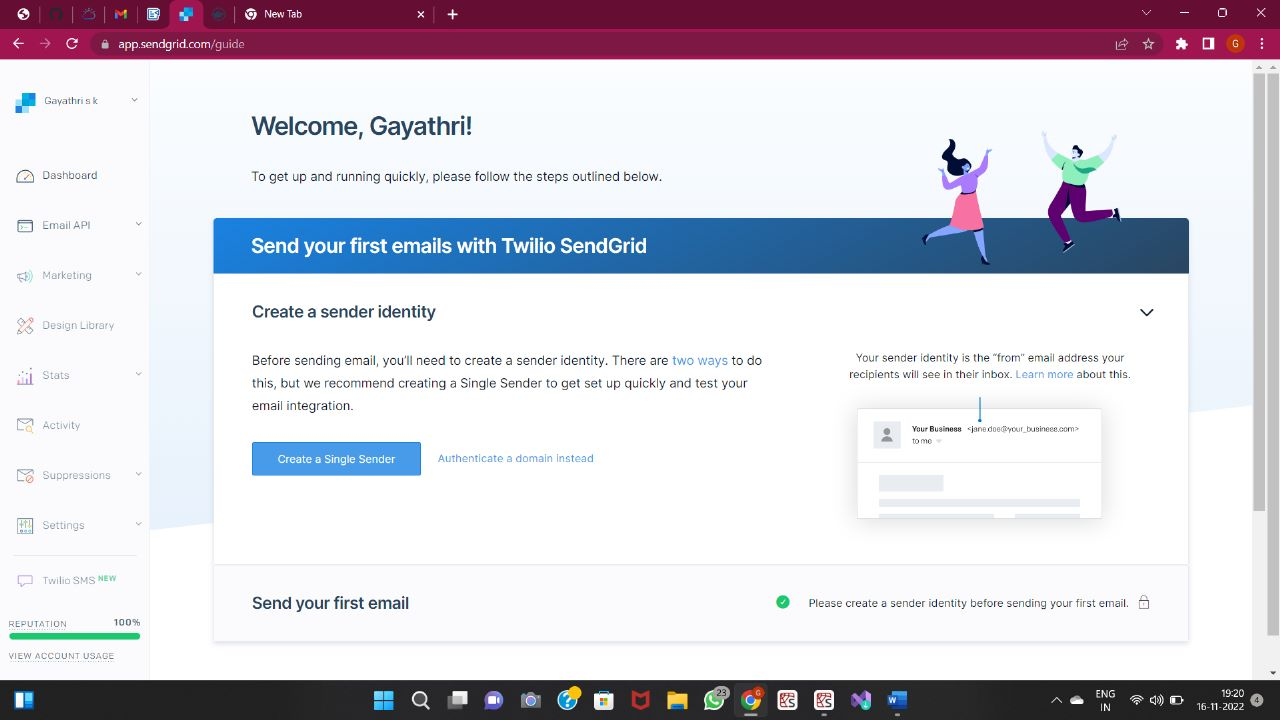 New Tab
app.sendgrid.com/guide
G
Gayathri s k
Dashboard
Email API
Marketing
Design Library
Stats
Activity
Suppressions
Settings
Twilio SMS NEW
REPUTATION 100%
VIEW ACCOUNT USAGE
Welcome, Gayathri!
To get up and running quickly, please follow the steps outlined below.
Send your first emails with Twilio SendGrid
Create a sender identity
Before sending email, you'll need to create a sender identity. There are two ways to do
this, but we recommend creating a Single Sender to get set up quickly and test your
email integration.
Create a Single Sender Authenticate a domain instead
Your sender identity is the "from" email address your
recipients will see in their inbox. Learn more about this.
Your Business <jane.doe@your_business.com>
to me
Send your first email
Please create a sender identity before sending your first email.
23
G
ENG
IN
19:20
16-11-2022
4